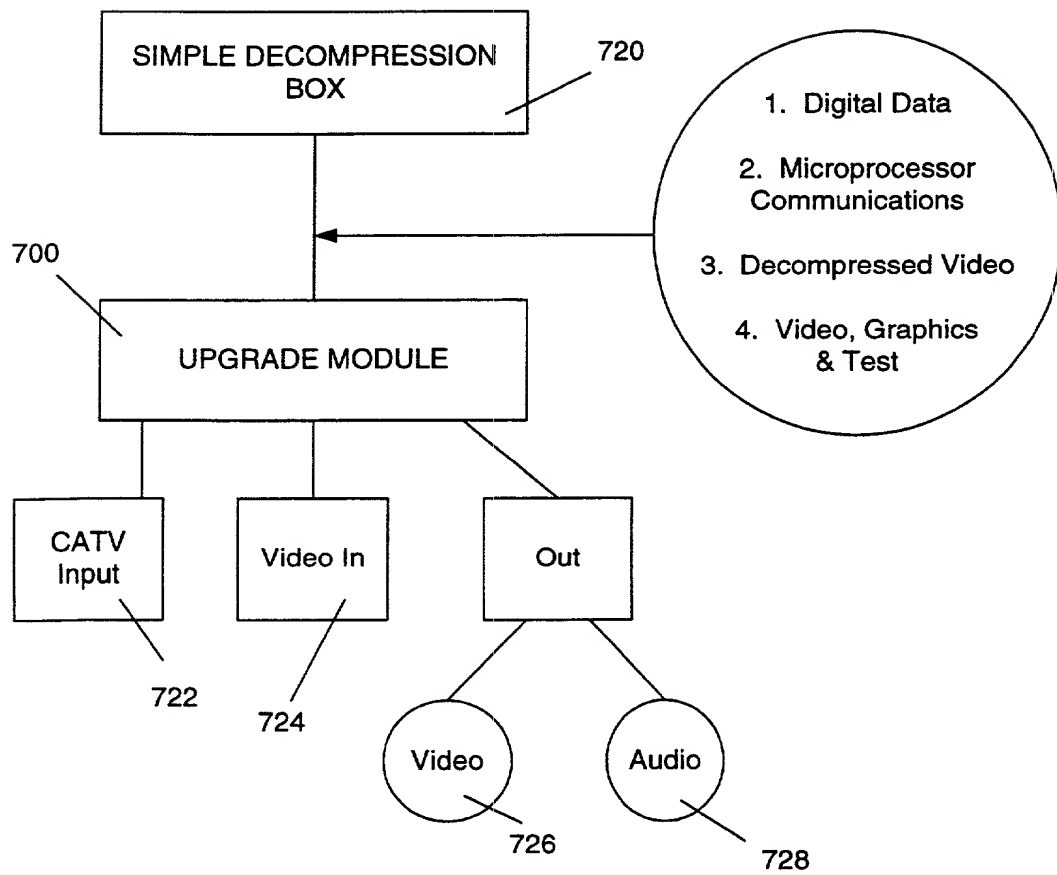 SIMPLE DECOMPRESSION
BOX
720
1. Digital Data
2. Microprocessor
Communications
3. Decompressed Video
4. Video, Graphics
& Test
700
UPGRADE MODULE
CATV
Input
Video In
Out
722
724
Video
Audio
726
728